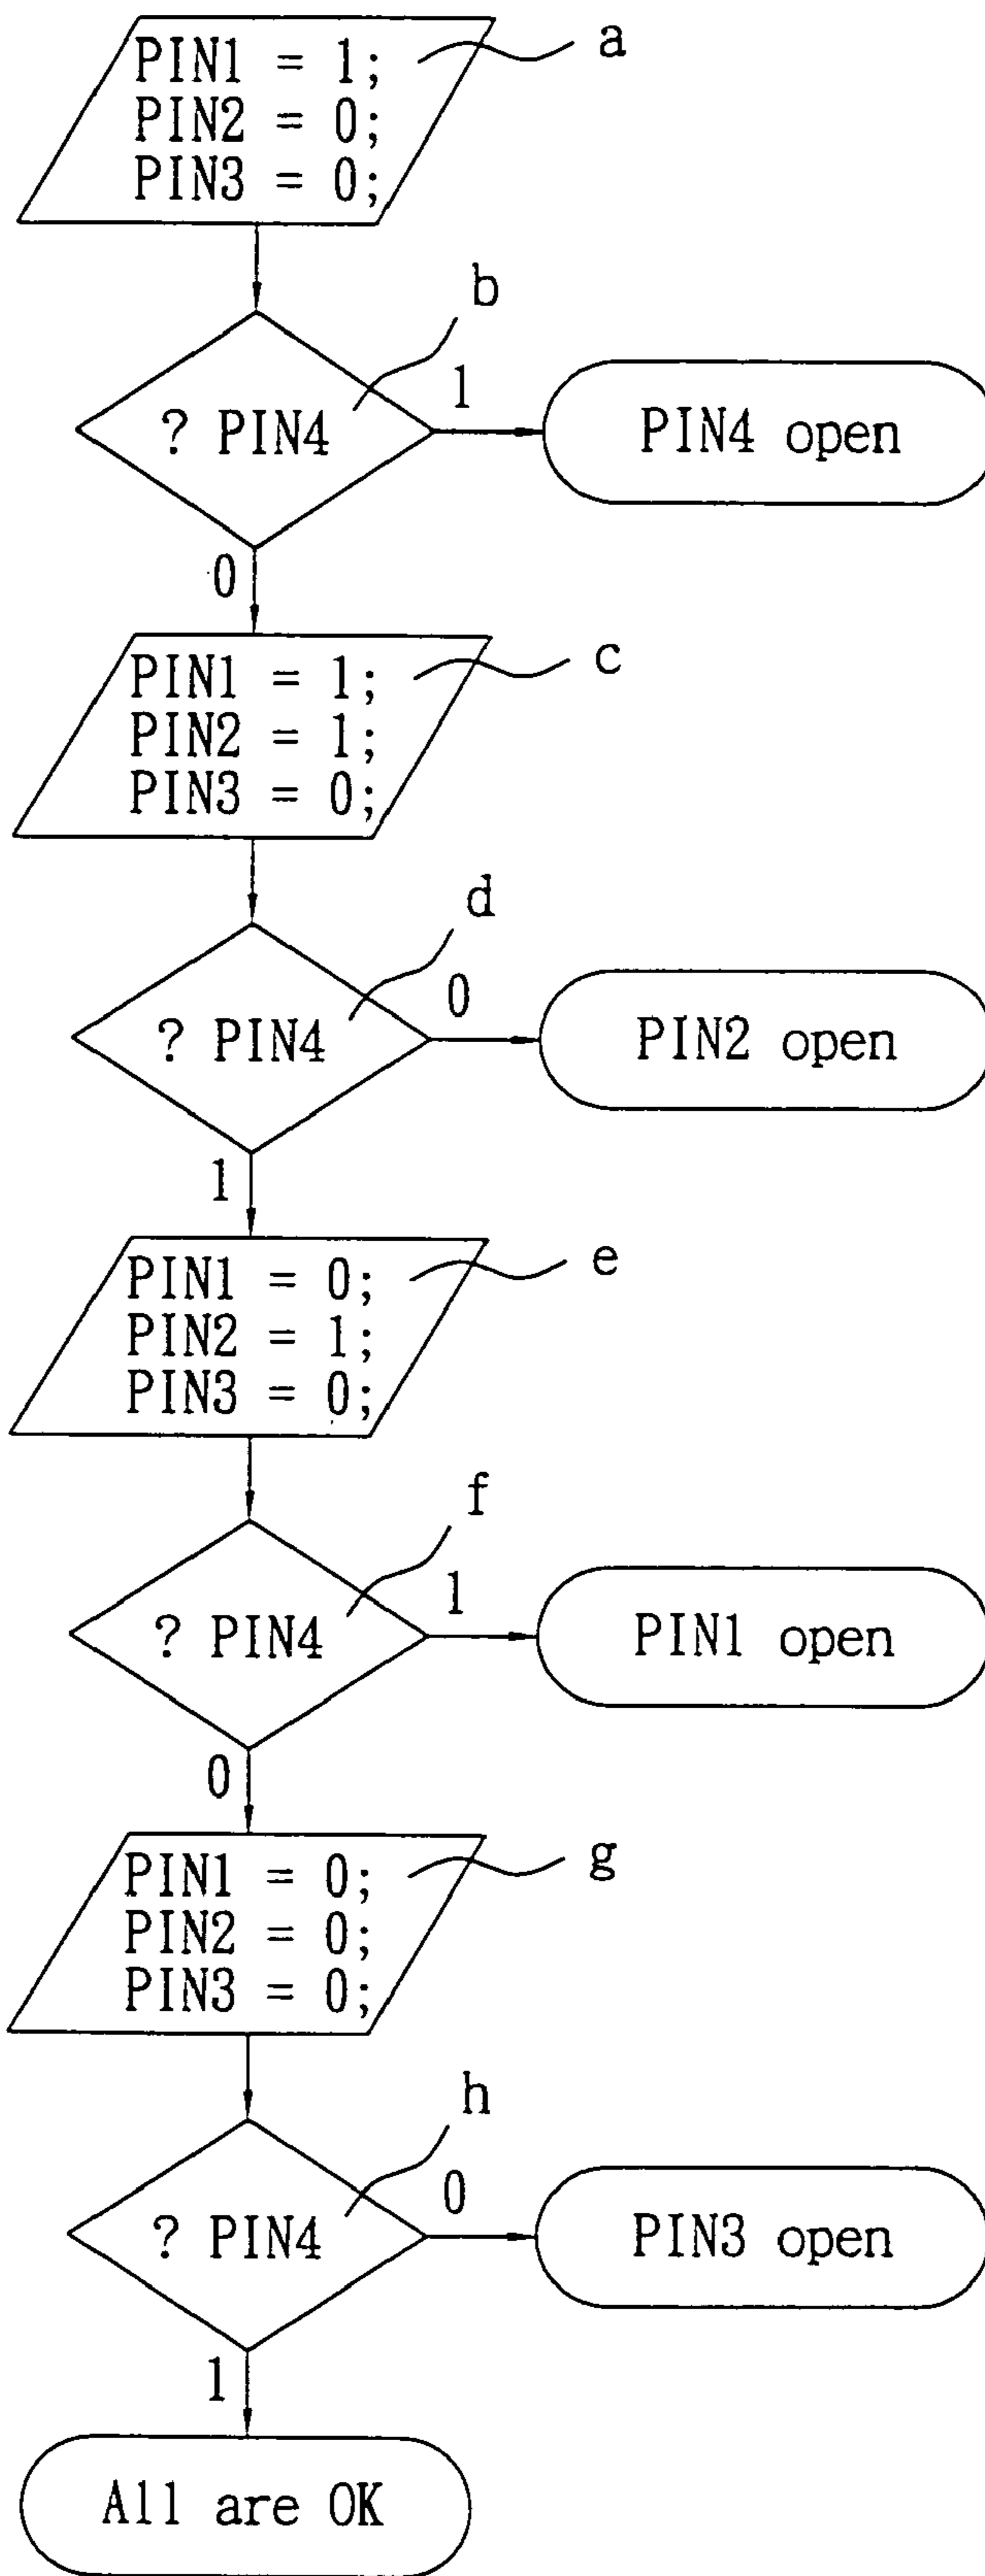 PIN1 = 1;
a
PIN2 = 0;
PIN3 = 0;
b
1
? PIN4
PIN4 open
0
PIN1 = 1;
c
PIN2 = 1;
PIN3 = 0;
d
0
? PIN4
PIN2 open
1
PIN1 = 0;
e
PIN2 = 1;
PIN3 = 0;
f
1
? PIN4
PIN1 open
0
PIN1 = 0;
g
PIN2 = 0;
PIN3 = 0;
h
0
? PIN4
PIN3 open
1
All are OK